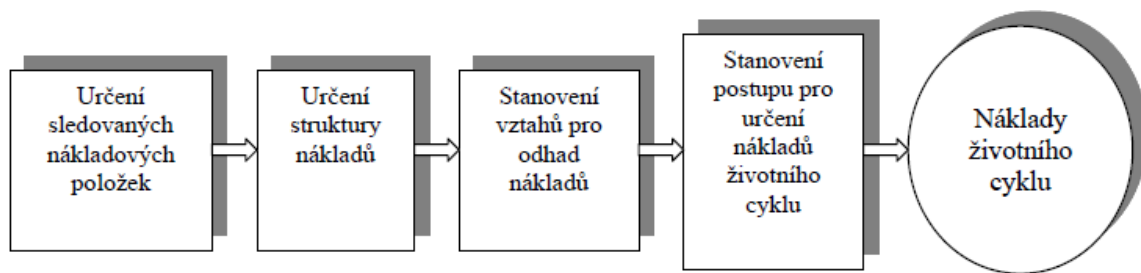 Určení
sledovaných
nákladových
položek
Určení
struktury
nákladů
Stanovení
vztahů pro
odhad
nákladů
Stanovení
postupu pro
určení
nákladů
životního
cyklu
Náklady
životního
cyklu